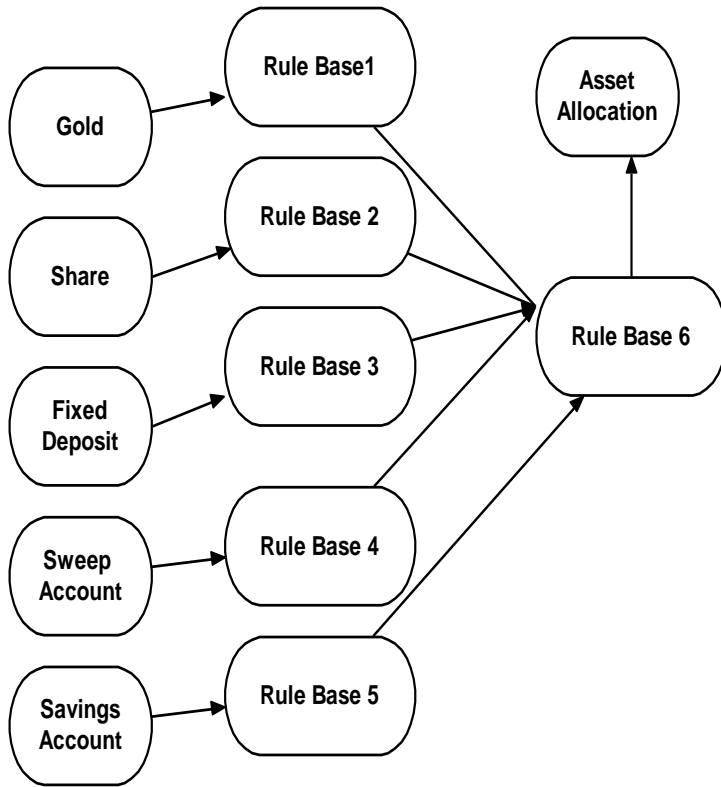 Gold
Share
Fixed
Deposit
Sweep
Account
Savings
Account
Rule Base1
Rule Base 2
Rule Base 3
Rule Base 4
Rule Base 5
Rule Base 6
Asset
Allocation